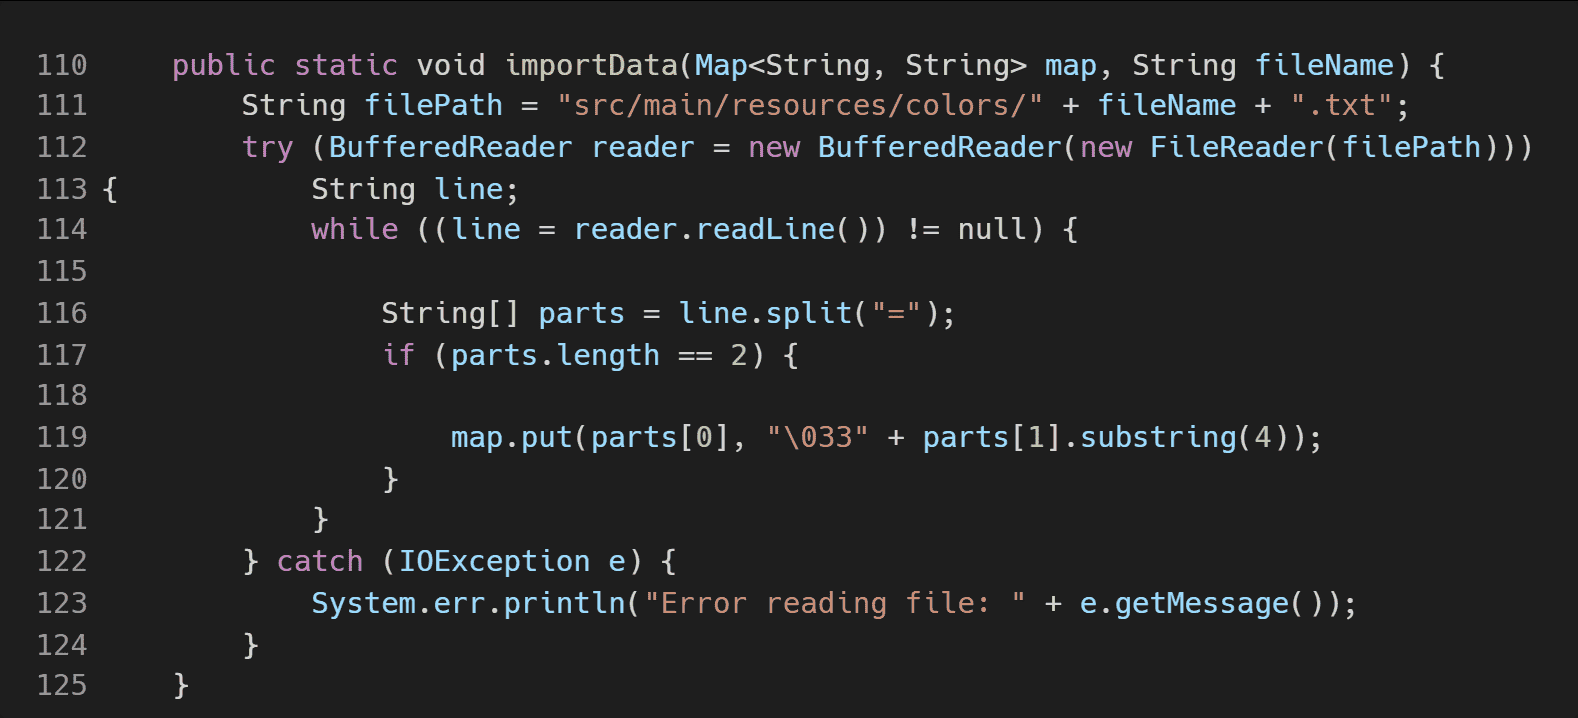 110     public static void importData(Map<String, String> map, String fileName) {
111         String filePath = "src/main/resources/colors/" + fileName + ".txt";
112         try (BufferedReader reader = new BufferedReader(new FileReader(filePath)))
113 {           String line;
114             while ((line = reader.readLine()) != null) {
115
116                 String[] parts = line.split("=");
117                 if (parts.length == 2) {
118
119                     map.put(parts[0], "\033" + parts[1].substring(4));
120                 }
121             }
122         } catch (IOException e) {
123             System.err.println("Error reading file: " + e.getMessage());
124         }
125     }